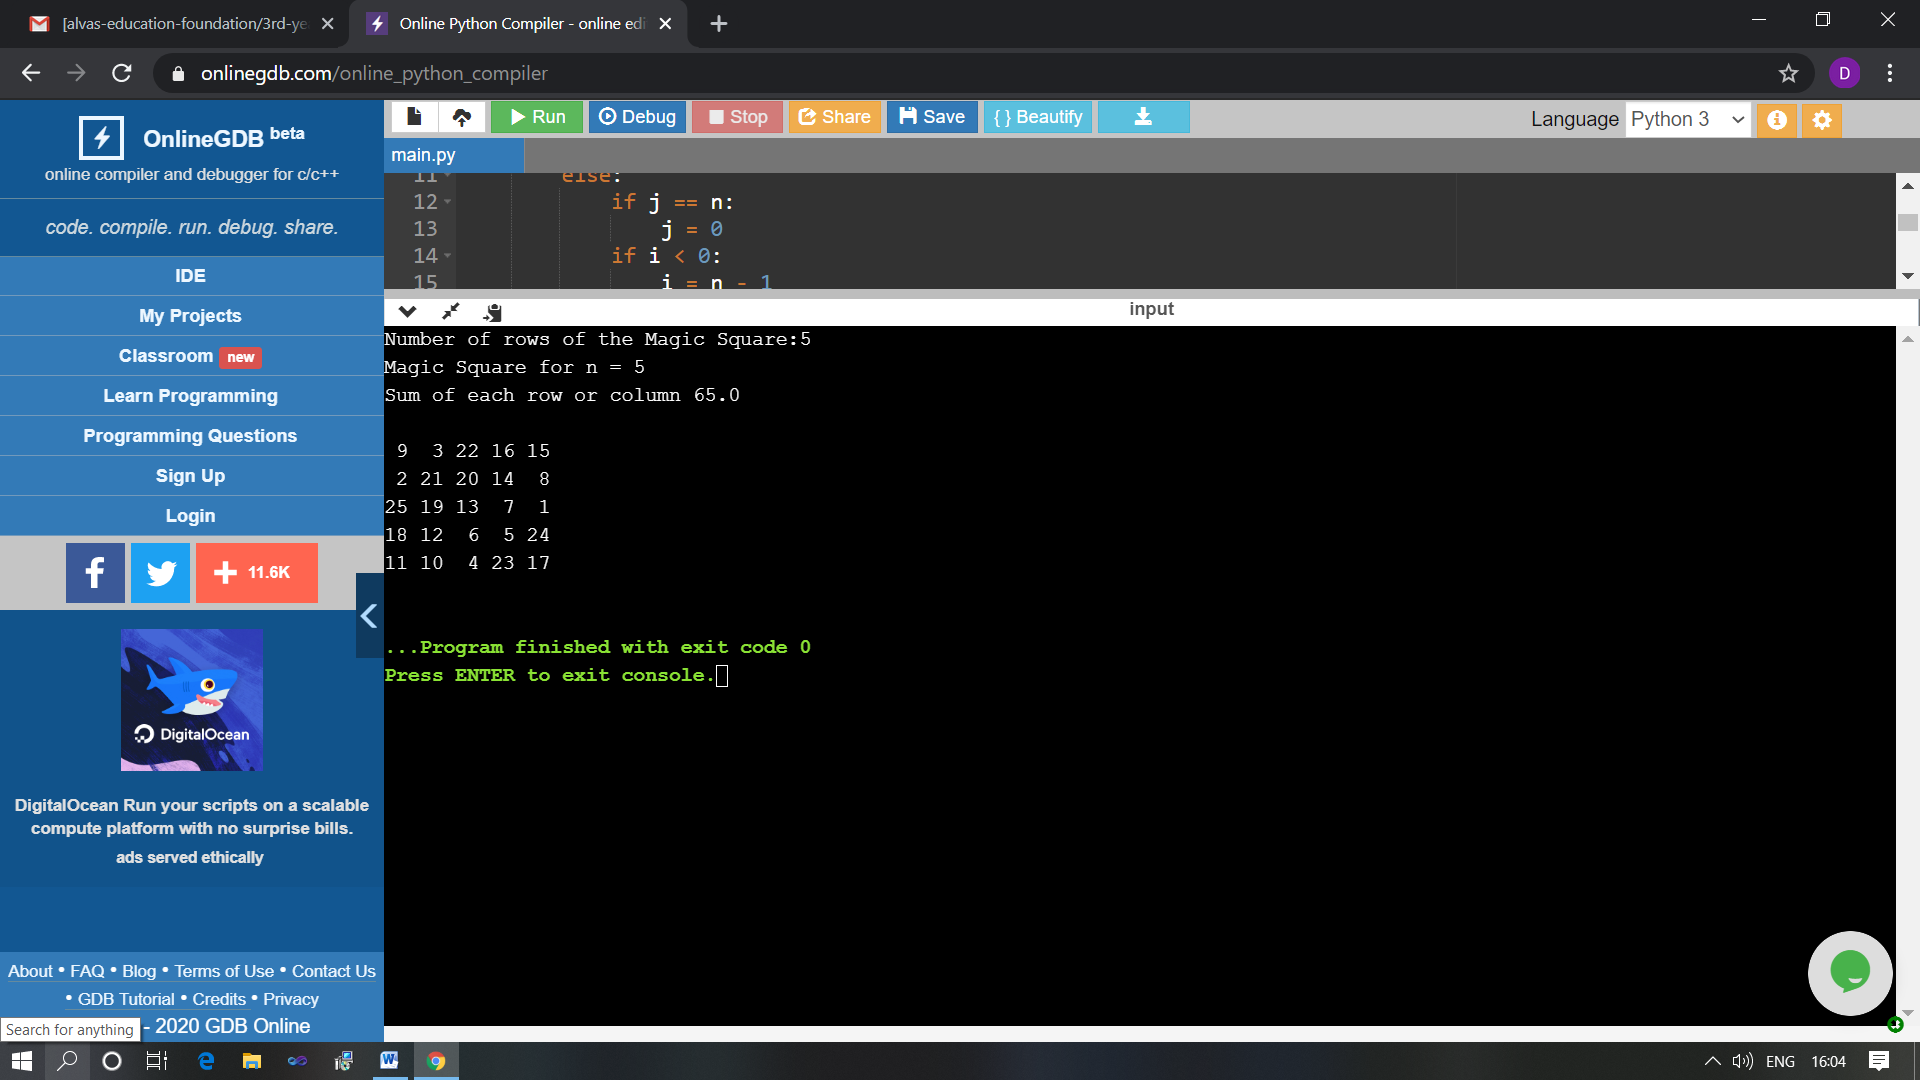 [alvas-education-foundation/3rd-ye
Online Python Compiler - online edi
onlinegdb.com/online_python_compiler
D
OnlineGDB beta
online compiler and debugger for c/c++
code. compile. run. debug. share.
IDE
My Projects
Classroom new
Learn Programming
Programming Questions
Sign Up
Login
f
+ 11.6K
DigitalOcean
DigitalOcean Run your scripts on a scalable
compute platform with no surprise bills.
ads served ethically
About • FAQ • Blog • Terms of Use • Contact Us
• GDB Tutorial • Credits • Privacy
- 2020 GDB Online
Search for anything
Run Debug Stop Share Save { } Beautify
Language Python 3
main.py
11 else:
12 if j == n:
13 j = 0
14 if i < 0:
15 i = n - 1
input
Number of rows of the Magic Square:5
Magic Square for n = 5
Sum of each row or column 65.0
9 3 22 16 15
2 21 20 14 8
25 19 13 7 1
18 12 6 5 24
11 10 4 23 17
...Program finished with exit code 0
Press ENTER to exit console.
ENG 16:04